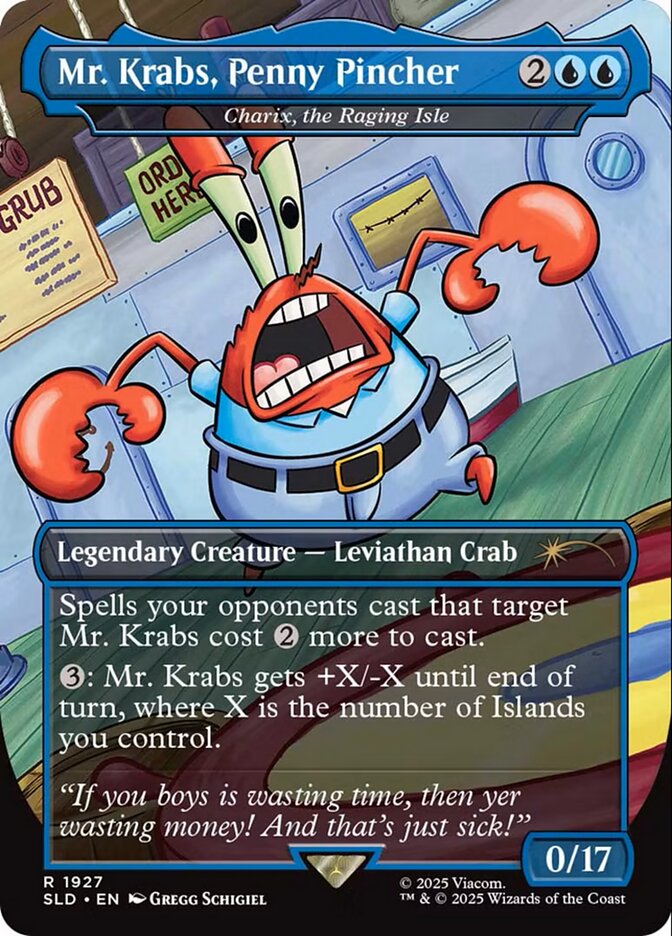 Mr. Krabs, Penny Pincher 2
Charix, the Raging Isle
GRUB
ORD
HERE
Legendary Creature — Leviathan Crab
Spells your opponents cast that target
Mr. Krabs cost 2 more to cast.
3: Mr. Krabs gets +X/-X until end of
turn, where X is the number of Islands
you control.
“If you boys is wasting time, then yer
wasting money! And that’s just sick!”
0/17
R 1927
SLD • EN GREGG SCHIGIEL
© 2025 Viacom.
™ & © 2025 Wizards of the Coast